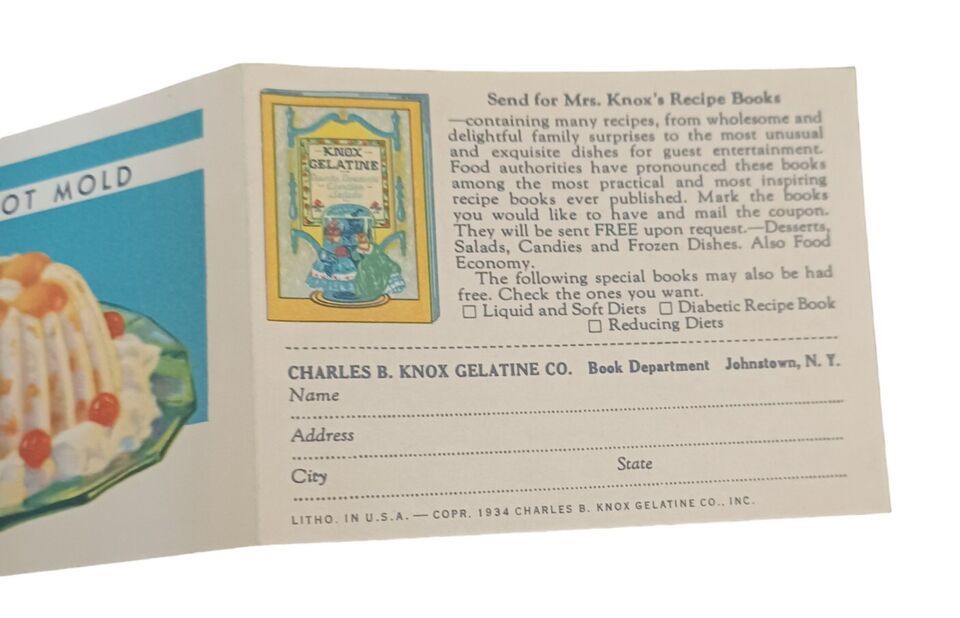 OT MOLD
KNOX
GELATINE
Dainty Desserts
Candies
Salads
Send for Mrs. Knox's Recipe Books
—containing many recipes, from wholesome and
delightful family surprises to the most unusual
and exquisite dishes for guest entertainment.
Food authorities have pronounced these books
among the most practical and most inspiring
recipe books ever published. Mark the books
you would like to have and mail the coupon.
They will be sent FREE upon request.—Desserts,
Salads, Candies and Frozen Dishes. Also Food
Economy.
The following special books may also be had
free. Check the ones you want.
☐ Liquid and Soft Diets ☐ Diabetic Recipe Book
☐ Reducing Diets
CHARLES B. KNOX GELATINE CO. Book Department Johnstown, N. Y.
Name
Address
City State
LITHO. IN U.S.A. — COPR. 1934 CHARLES B. KNOX GELATINE CO., INC.